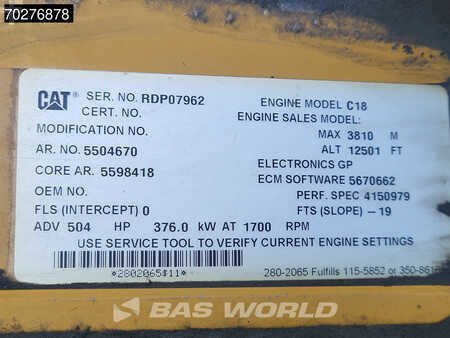 70276878
CAT SER. NO. RDP07962 ENGINE MODEL C18
CERT. NO. ENGINE SALES MODEL:
MODIFICATION NO. MAX 3810 M
AR. NO. 5504670 ALT 12501 FT
CORE AR. 5598418 ELECTRONICS GP
ECM SOFTWARE 5670662
OEM NO. PERF. SPEC 4150979
FLS (INTERCEPT) 0 FTS (SLOPE) -19
ADV 504 HP 376.0 kW AT 1700 RPM
USE SERVICE TOOL TO VERIFY CURRENT ENGINE SETTINGS
*2802065#11* 280-2065 Fulfills 115-5852 or
BAS WORLD